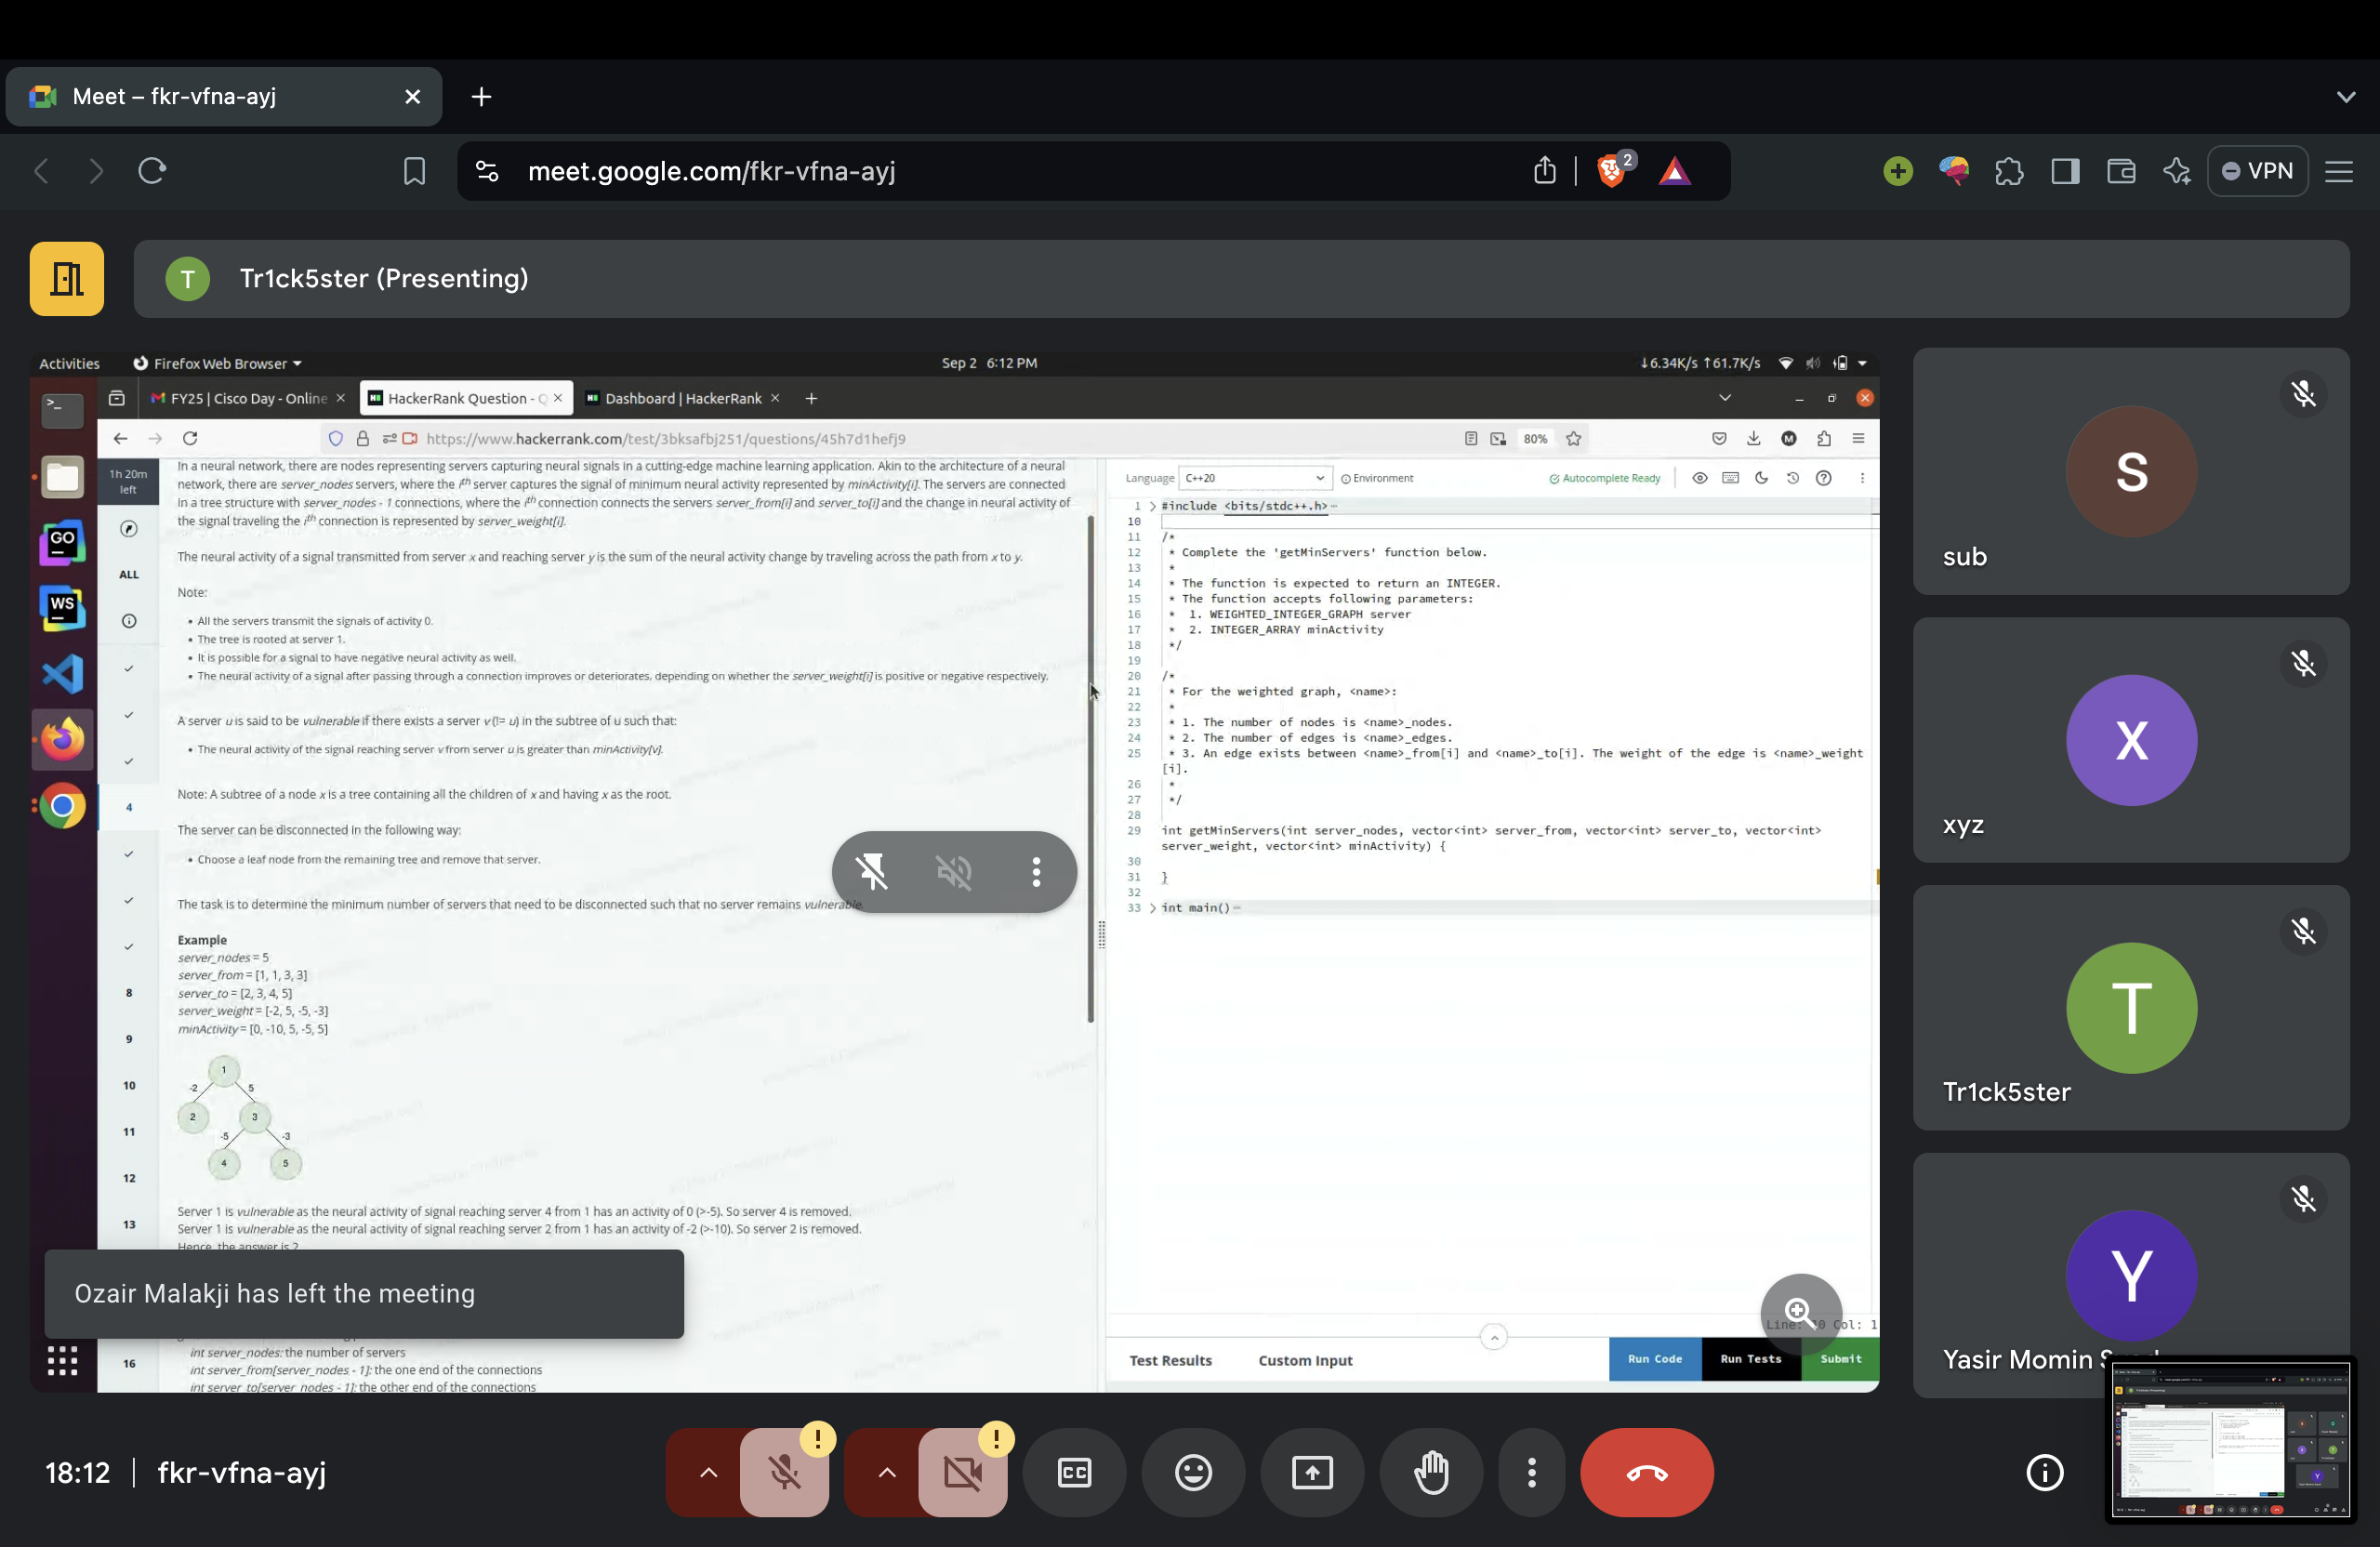 Meet – fkr-vfna-ayj
meet.google.com/fkr-vfna-ayj
2
VPN
T
Tr1ck5ster (Presenting)
Activities
Firefox Web Browser
Sep 2 6:12 PM
↓6.34K/s ↑61.7K/s
FY25 | Cisco Day - Online
HackerRank Question - Q
Dashboard | HackerRank
https://www.hackerrank.com/test/3bksafbj251/questions/45h7d1hefj9
80%
M
1h 20m
left
ALL
4
8
9
10
11
12
13
16
GO
WS
In a neural network, there are nodes representing servers capturing neural signals in a cutting-edge machine learning application. Akin to the architecture of a neural
network, there are server_nodes servers, where the ith server captures the signal of minimum neural activity represented by minActivity[i]. The servers are connected
in a tree structure with server_nodes - 1 connections, where the ith connection connects the servers server_from[i] and server_to[i] and the change in neural activity of
the signal traveling the ith connection is represented by server_weight[i].
The neural activity of a signal transmitted from server x and reaching server y is the sum of the neural activity change by traveling across the path from x to y.
Note:
• All the servers transmit the signals of activity 0.
• The tree is rooted at server 1.
• It is possible for a signal to have negative neural activity as well.
• The neural activity of a signal after passing through a connection improves or deteriorates, depending on whether the server_weight[i] is positive or negative respectively.
A server u is said to be vulnerable if there exists a server v (!= u) in the subtree of u such that:
• The neural activity of the signal reaching server v from server u is greater than minActivity[v].
Note: A subtree of a node x is a tree containing all the children of x and having x as the root.
The server can be disconnected in the following way:
• Choose a leaf node from the remaining tree and remove that server.
The task is to determine the minimum number of servers that need to be disconnected such that no server remains vulnerable.
Example
server_nodes = 5
server_from = [1, 1, 3, 3]
server_to = [2, 3, 4, 5]
server_weight = [-2, 5, -5, -3]
minActivity = [0, -10, 5, -5, 5]
1
-2 5
2 3
-5 -3
4 5
Server 1 is vulnerable as the neural activity of signal reaching server 4 from 1 has an activity of 0 (>-5). So server 4 is removed.
Server 1 is vulnerable as the neural activity of signal reaching server 2 from 1 has an activity of -2 (>-10). So server 2 is removed.
Hence, the answer is 2
Ozair Malakji has left the meeting
int server_nodes: the number of servers
int server_from[server_nodes - 1]: the one end of the connections
int server_to[server_nodes - 1]: the other end of the connections
Language
C++20
Environment
Autocomplete Ready
1 #include <bits/stdc++.h>
10
11 /*
12 * Complete the 'getMinServers' function below.
13 *
14 * The function is expected to return an INTEGER.
15 * The function accepts following parameters:
16 * 1. WEIGHTED_INTEGER_GRAPH server
17 * 2. INTEGER_ARRAY minActivity
18 */
19
20 /*
21 * For the weighted graph, <name>:
22 *
23 * 1. The number of nodes is <name>_nodes.
24 * 2. The number of edges is <name>_edges.
25 * 3. An edge exists between <name>_from[i] and <name>_to[i]. The weight of the edge is <name>_weight
[i].
26 *
27 */
28
29 int getMinServers(int server_nodes, vector<int> server_from, vector<int> server_to, vector<int>
server_weight, vector<int> minActivity) {
30
31 }
32
33 int main()
Line: 10 Col: 1
Test Results
Custom Input
Run Code
Run Tests
Submit
S
sub
X
xyz
T
Tr1ck5ster
Y
Yasir Momin
18:12
fkr-vfna-ayj
!
!
CC